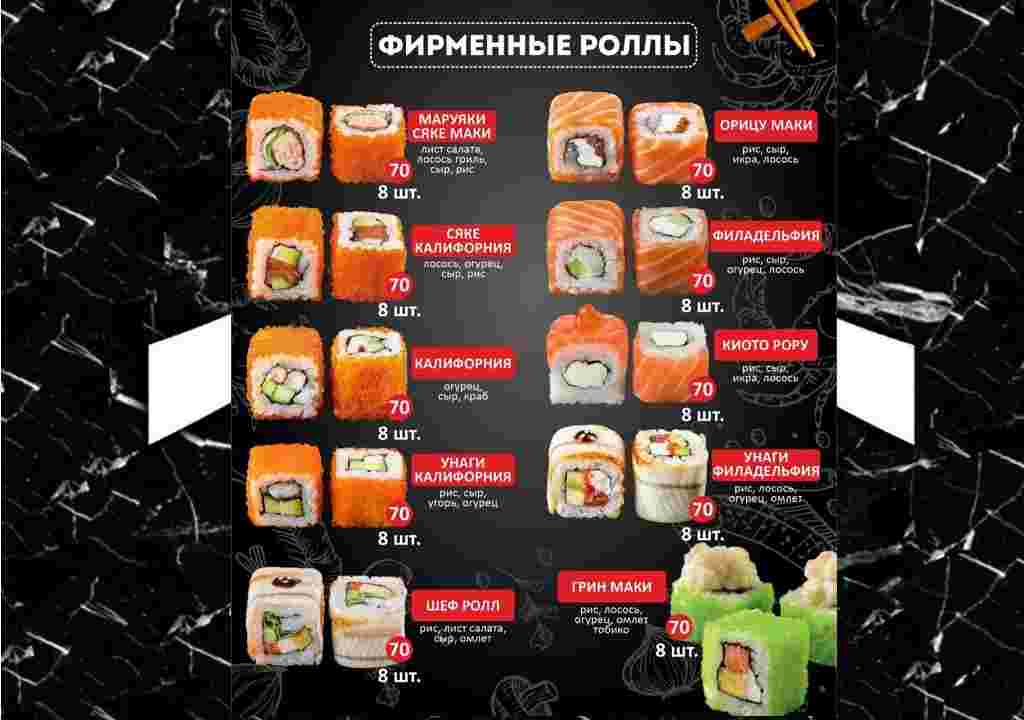 ФИРМЕННЫЕ РОЛЛЫ
МАРУЯКИ
СЯКЕ МАКИ
лист салата,
лосось гриль,
сыр, рис
70
8 шт.
СЯКЕ
КАЛИФОРНИЯ
лосось, огурец,
сыр, рис
70
8 шт.
КАЛИФОРНИЯ
огурец,
сыр, краб
70
8 шт.
УНАГИ
КАЛИФОРНИЯ
рис, сыр,
угорь, огурец
70
8 шт.
ШЕФ РОЛЛ
рис, лист салата,
сыр, омлет
70
8 шт.
ОРИЦУ МАКИ
рис, сыр,
икра, лосось
70
8 шт.
ФИЛАДЕЛЬФИЯ
рис, сыр,
огурец, лосось
70
8 шт.
КИОТО РОРУ
рис, сыр,
икра, лосось
70
8 шт.
УНАГИ
ФИЛАДЕЛЬФИЯ
рис, лосось,
огурец, омлет
70
8 шт.
ГРИН МАКИ
рис, лосось,
огурец, омлет
тобико
70
8 шт.